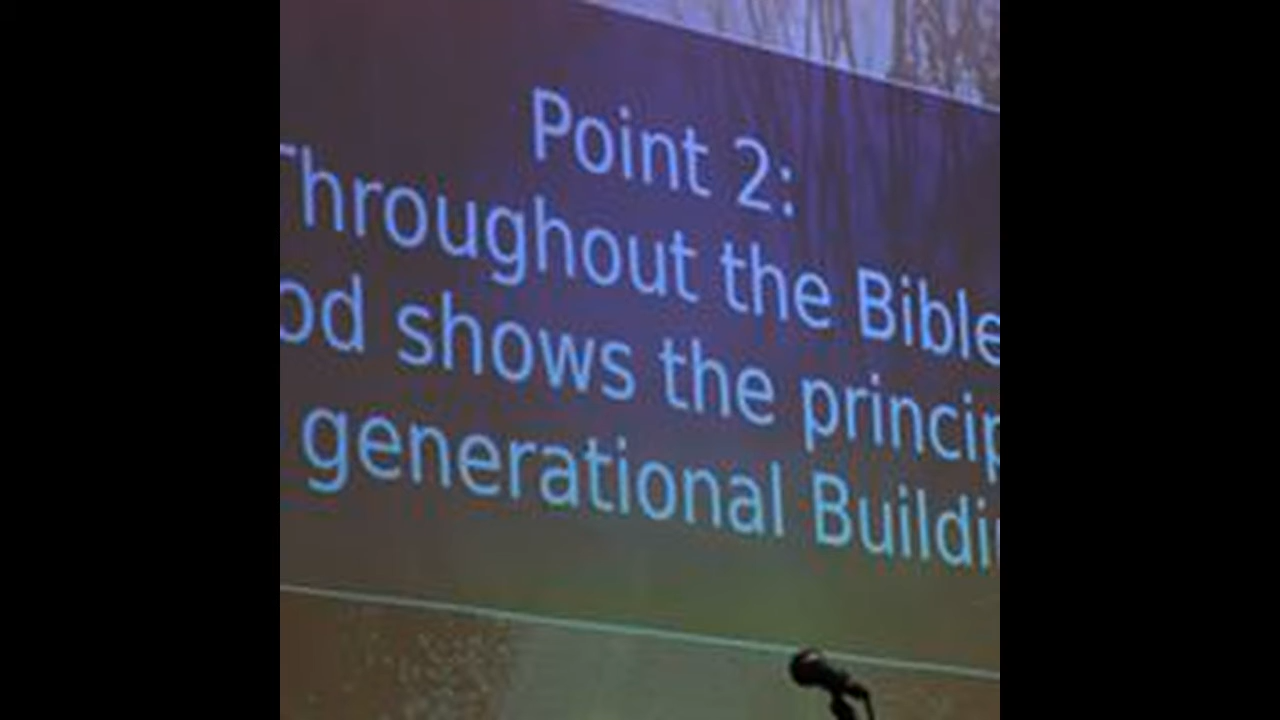 Point 2:
Throughout the Bible
od shows the princip
generational Buildi